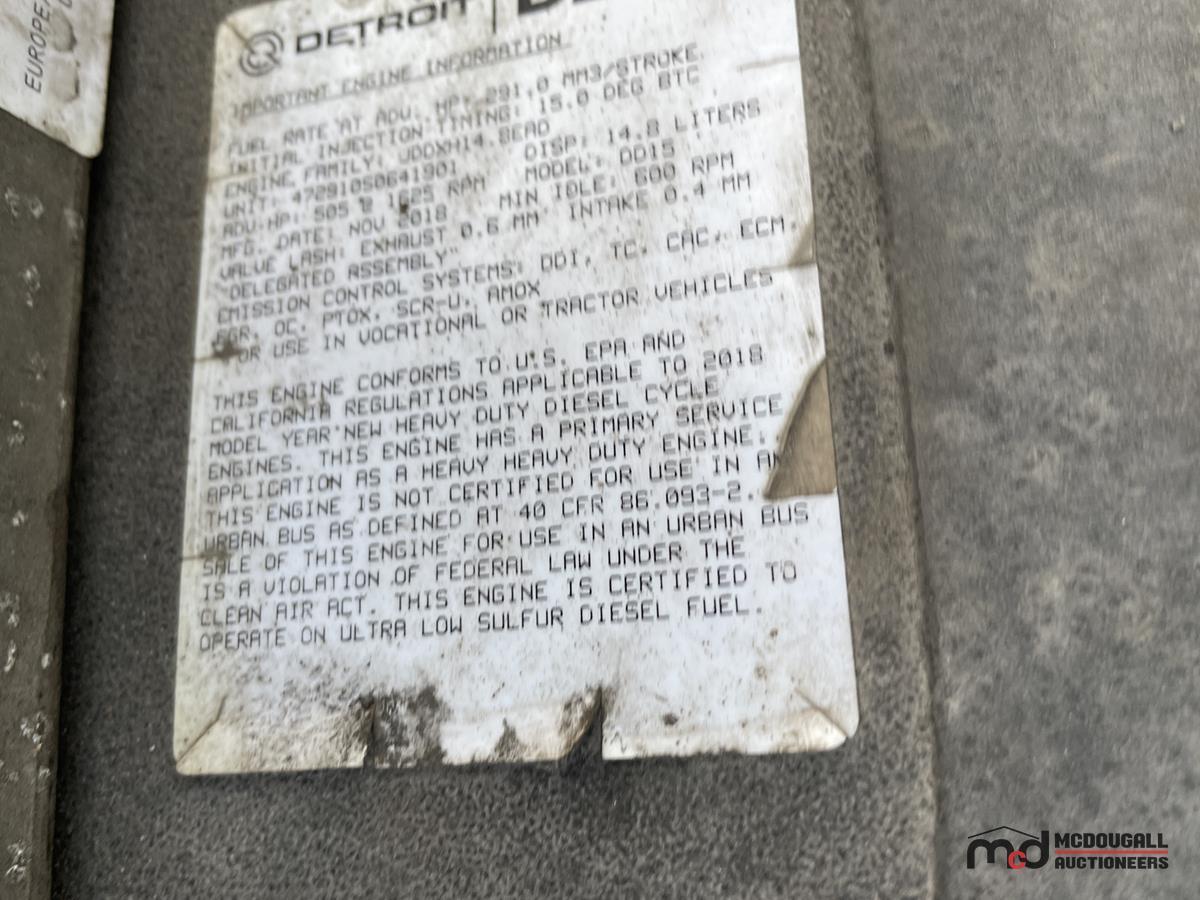 EUROPEA
DETROIT
IMPORTANT ENGINE INFORMATION
FUEL RATE AT ADV. HP: 291.0 MM3/STROKE
INITIAL INJECTION TIMING: 15.0 DEG BTC
ENGINE FAMILY: JDDXH14.8EAD DISP: 14.8 LITERS
UNIT: 472910S0641901 MODEL: DD15
ADV HP: 505 @ 1625 RPM MIN IDLE: 600 RPM
MFG. DATE: NOV 2018
VALVE LASH: EXHAUST 0.6 MM INTAKE 0.4 MM
"DELEGATED ASSEMBLY"
EMISSION CONTROL SYSTEMS: DDI, TC, CAC, ECM,
EGR, OC, PTOX, SCR-U, AMOX
FOR USE IN VOCATIONAL OR TRACTOR VEHICLES
THIS ENGINE CONFORMS TO U.S. EPA AND
CALIFORNIA REGULATIONS APPLICABLE TO 2018
MODEL YEAR NEW HEAVY DUTY DIESEL CYCLE
ENGINES. THIS ENGINE HAS A PRIMARY SERVICE
APPLICATION AS A HEAVY HEAVY DUTY ENGINE.
THIS ENGINE IS NOT CERTIFIED FOR USE IN AN
URBAN BUS AS DEFINED AT 40 CFR 86.093-2.
SALE OF THIS ENGINE FOR USE IN AN URBAN BUS
IS A VIOLATION OF FEDERAL LAW UNDER THE
CLEAN AIR ACT. THIS ENGINE IS CERTIFIED TO
OPERATE ON ULTRA LOW SULFUR DIESEL FUEL.
mcd MCDOUGALL
AUCTIONEERS